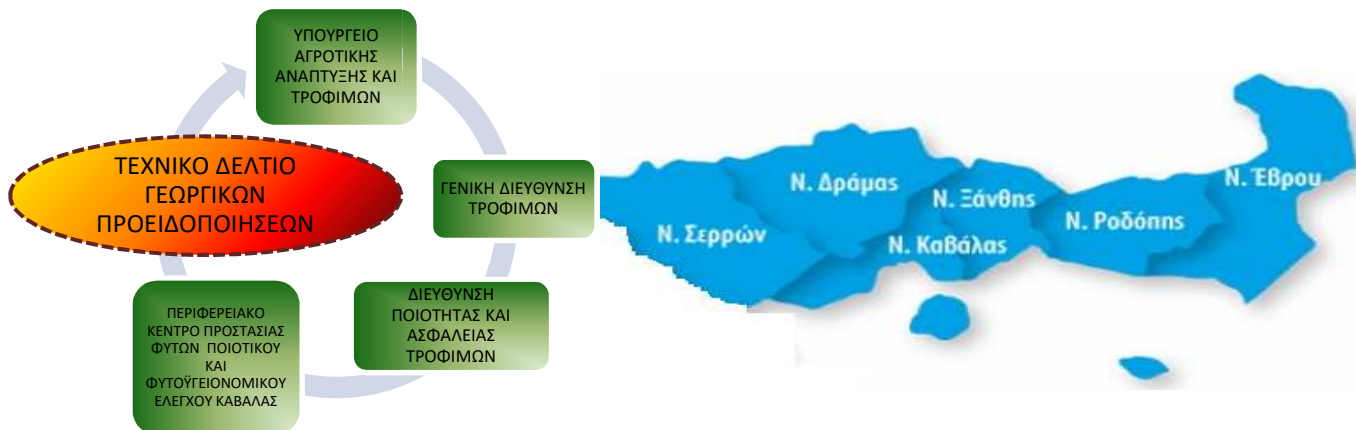 ΥΠΟΥΡΓΕΙΟ
ΑΓΡΟΤΙΚΗΣ
ΑΝΑΠΤΥΞΗΣ ΚΑΙ
ΤΡΟΦΙΜΩΝ
ΓΕΝΙΚΗ ΔΙΕΥΘΥΝΣΗ
ΤΡΟΦΙΜΩΝ
ΔΙΕΥΘΥΝΣΗ
ΠΟΙΟΤΗΤΑΣ ΚΑΙ
ΑΣΦΑΛΕΙΑΣ
ΤΡΟΦΙΜΩΝ
ΠΕΡΙΦΕΡΕΙΑΚΟ
ΚΕΝΤΡΟ ΠΡΟΣΤΑΣΙΑΣ
ΦΥΤΩΝ ΠΟΙΟΤΙΚΟΥ
ΚΑΙ
ΦΥΤΟΫΓΕΙΟΝΟΜΙΚΟΥ
ΕΛΕΓΧΟΥ ΚΑΒΑΛΑΣ
ΤΕΧΝΙΚΟ ΔΕΛΤΙΟ
ΓΕΩΡΓΙΚΩΝ
ΠΡΟΕΙΔΟΠΟΙΗΣΕΩΝ
Ν. Σερρών
Ν. Δράμας
Ν. Καβάλας
Ν. Ξάνθης
Ν. Ροδόπης
Ν. Έβρου